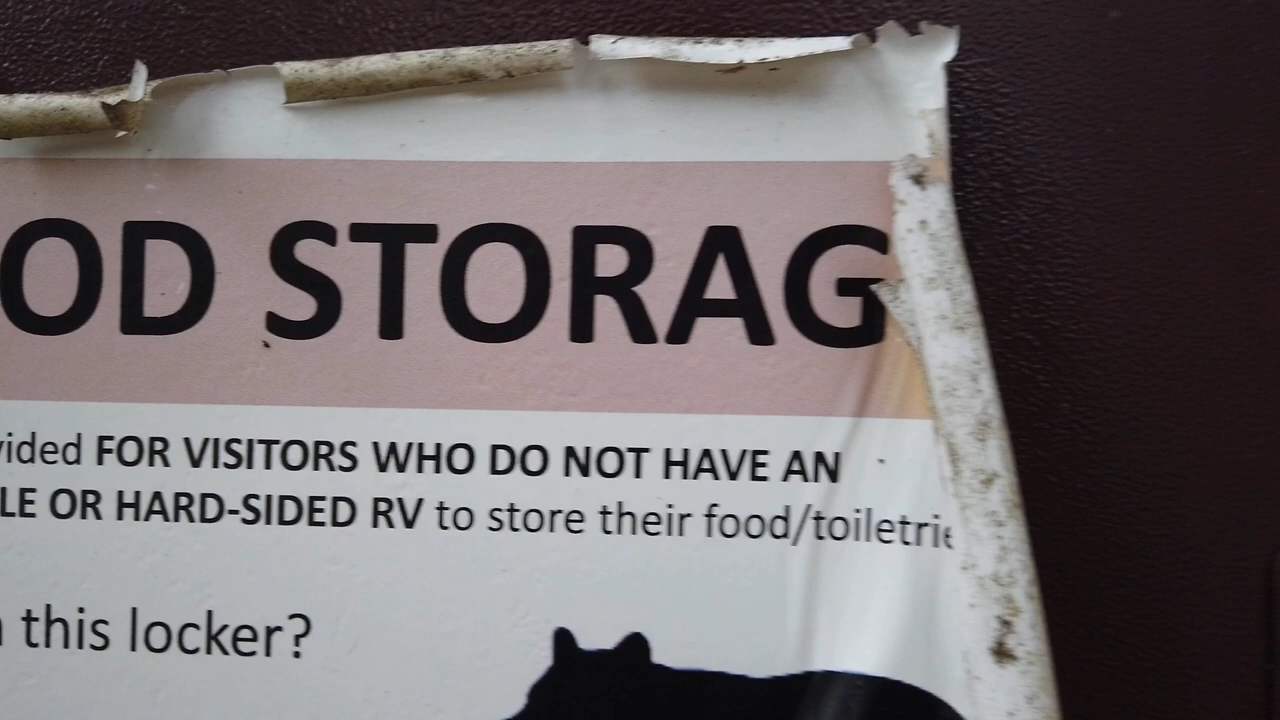 OD STORAG
vided FOR VISITORS WHO DO NOT HAVE AN
LE OR HARD-SIDED RV to store their food/toiletrie
this locker?